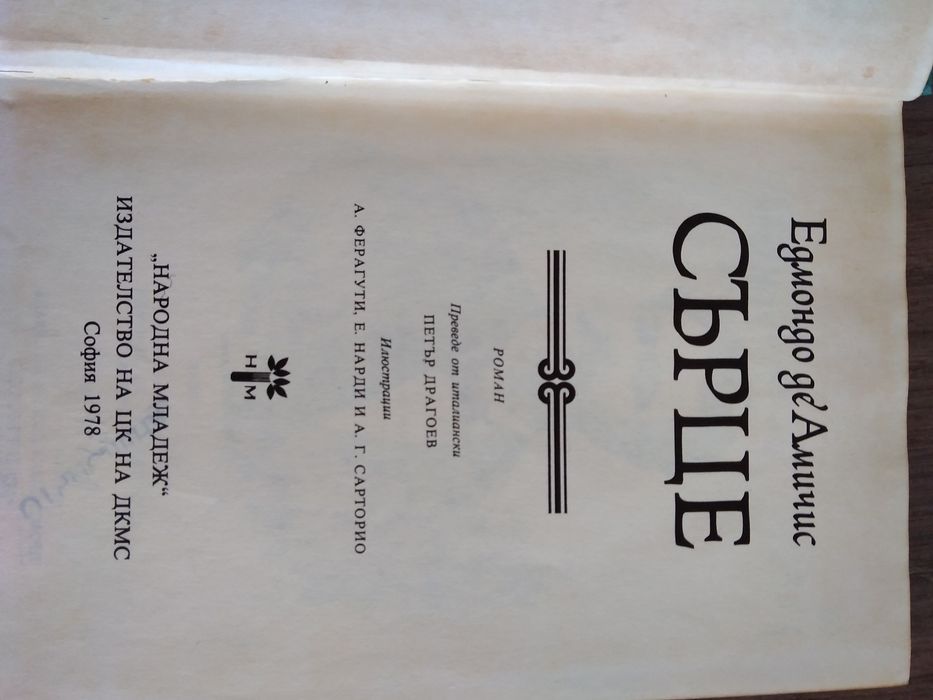 Едмондо де Амичис
СЪРЦЕ
РОМАН
Преведе от италиански
ПЕТЪР ДРАГОЕВ
Илюстрации
А. ФЕРАГУТИ, Е. НАРДИ И А. Г. САРТОРИО
Н М
„НАРОДНА МЛАДЕЖ“
ИЗДАТЕЛСТВО НА ЦК НА ДКМС
София 1978